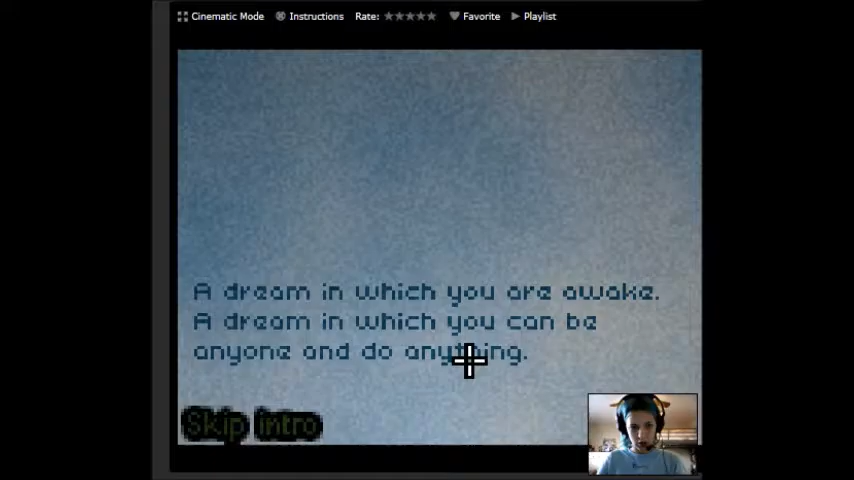 Cinematic Mode Instructions Rate: Favorite Playlist
A dream in which you are awake.
A dream in which you can be
anyone and do anything.
Skip intro